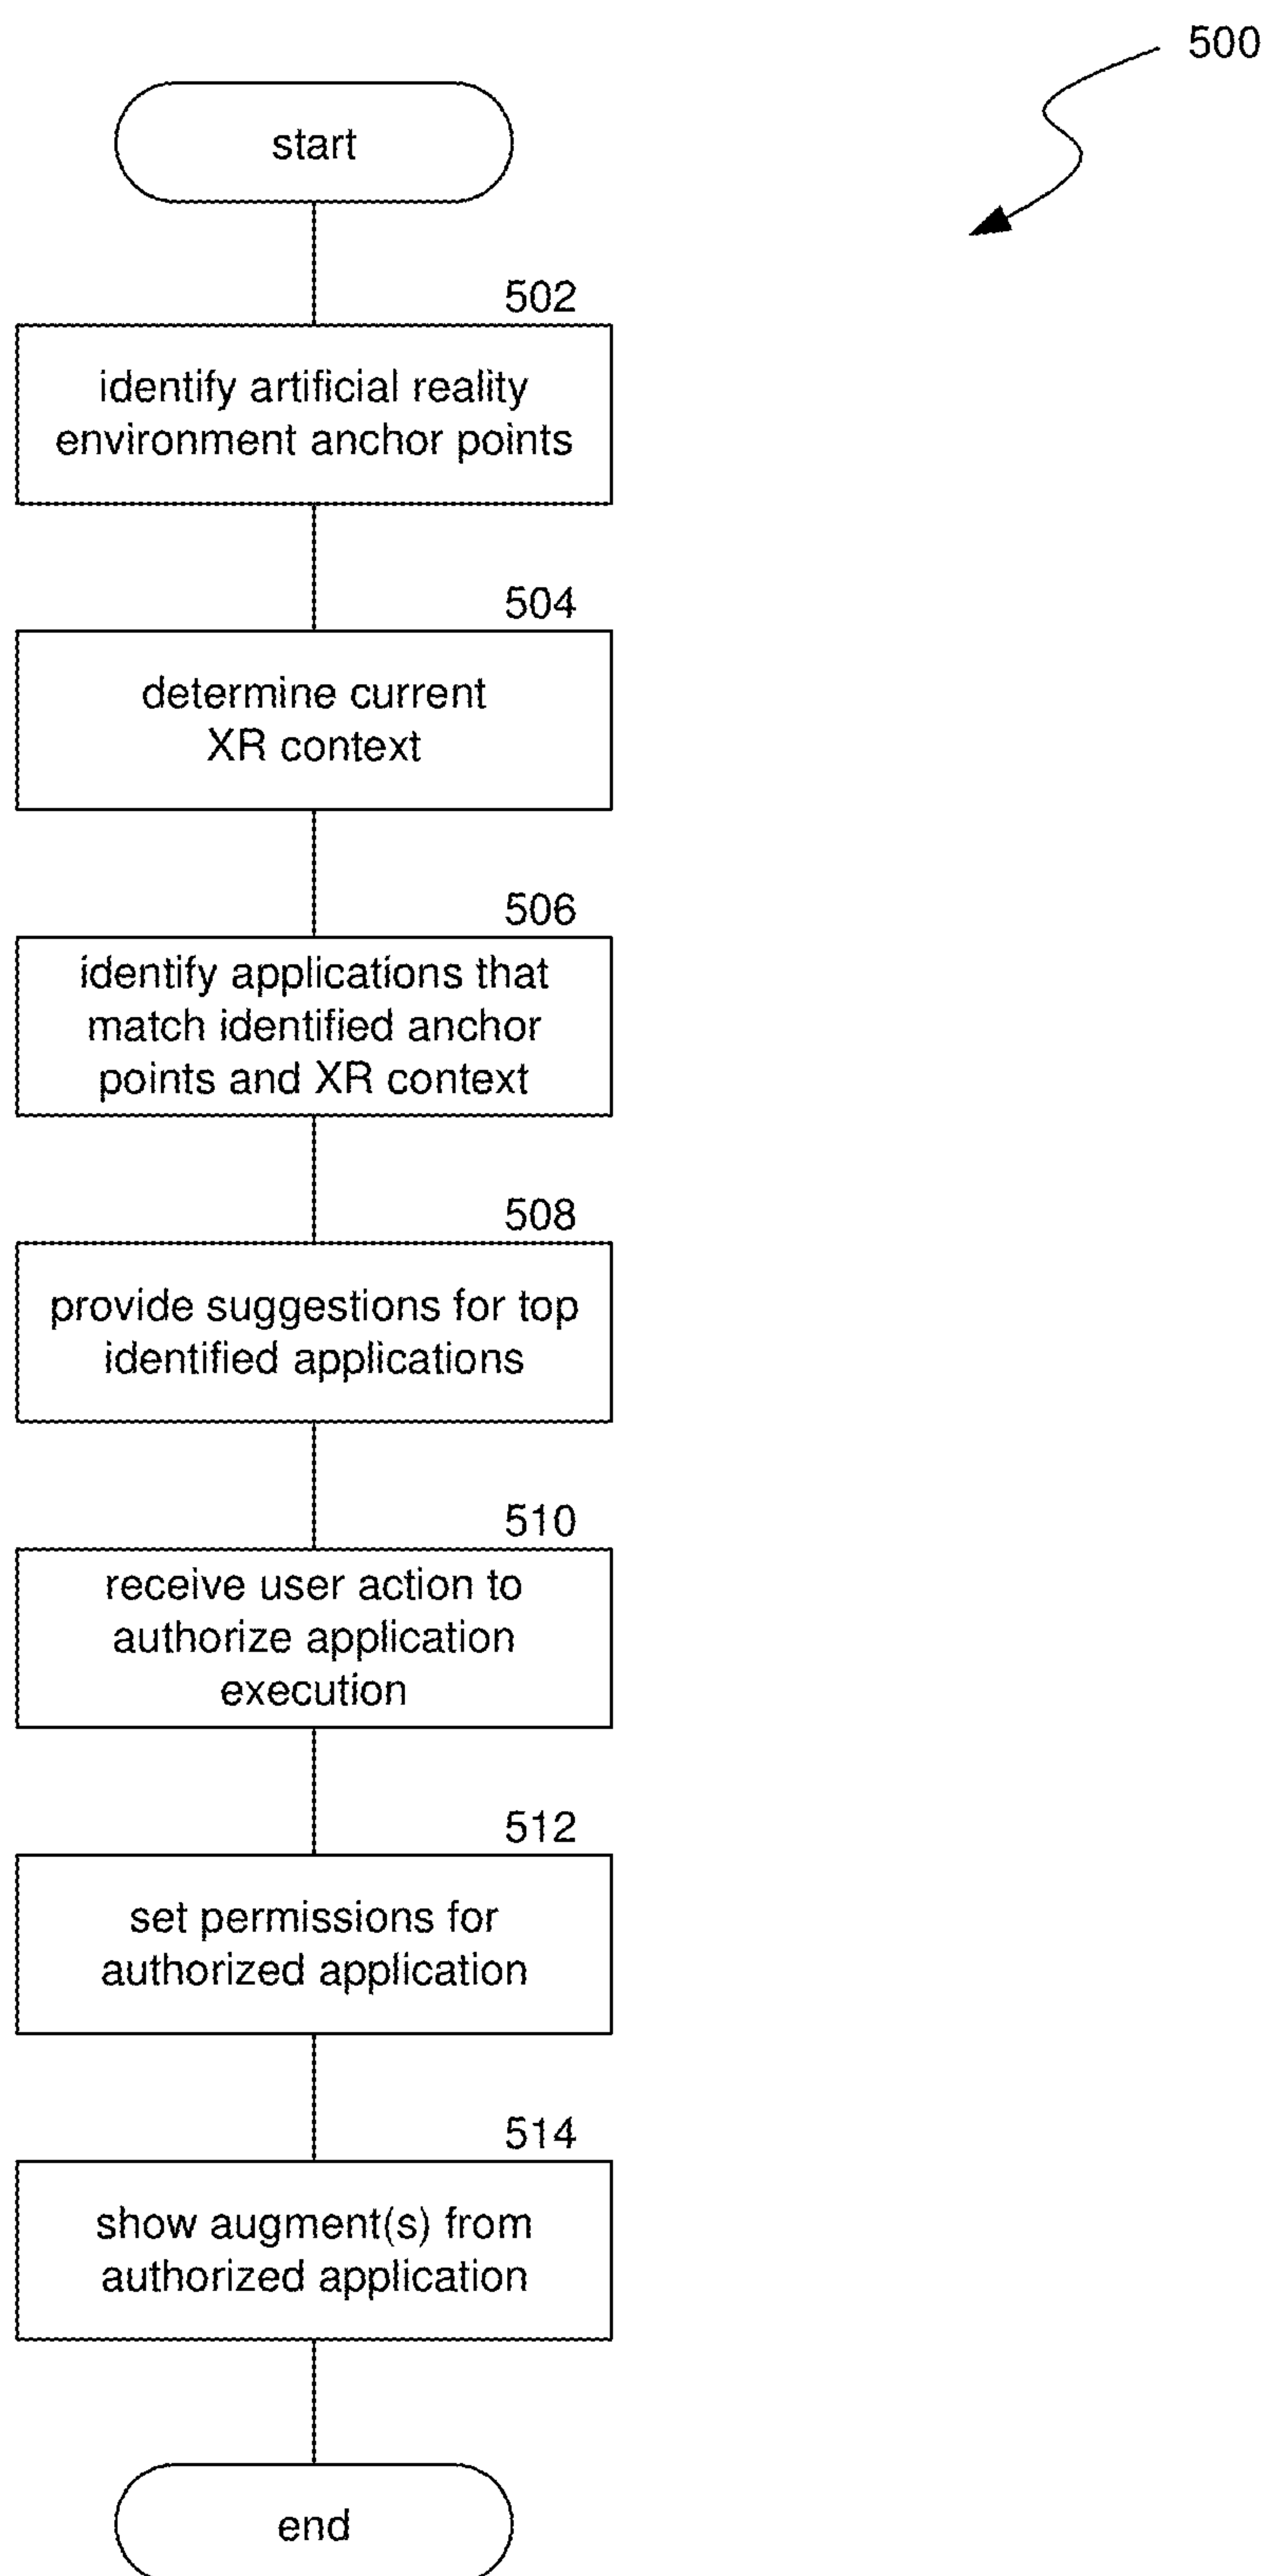 500
start
502
identify artificial reality
environment anchor points
504
determine current
XR context
506
identify applications that
match identified anchor
points and XR context
508
provide suggestions for top
identified applications
510
receive user action to
authorize application
execution
512
set permissions for
authorized application
514
show augment(s) from
authorized application
end